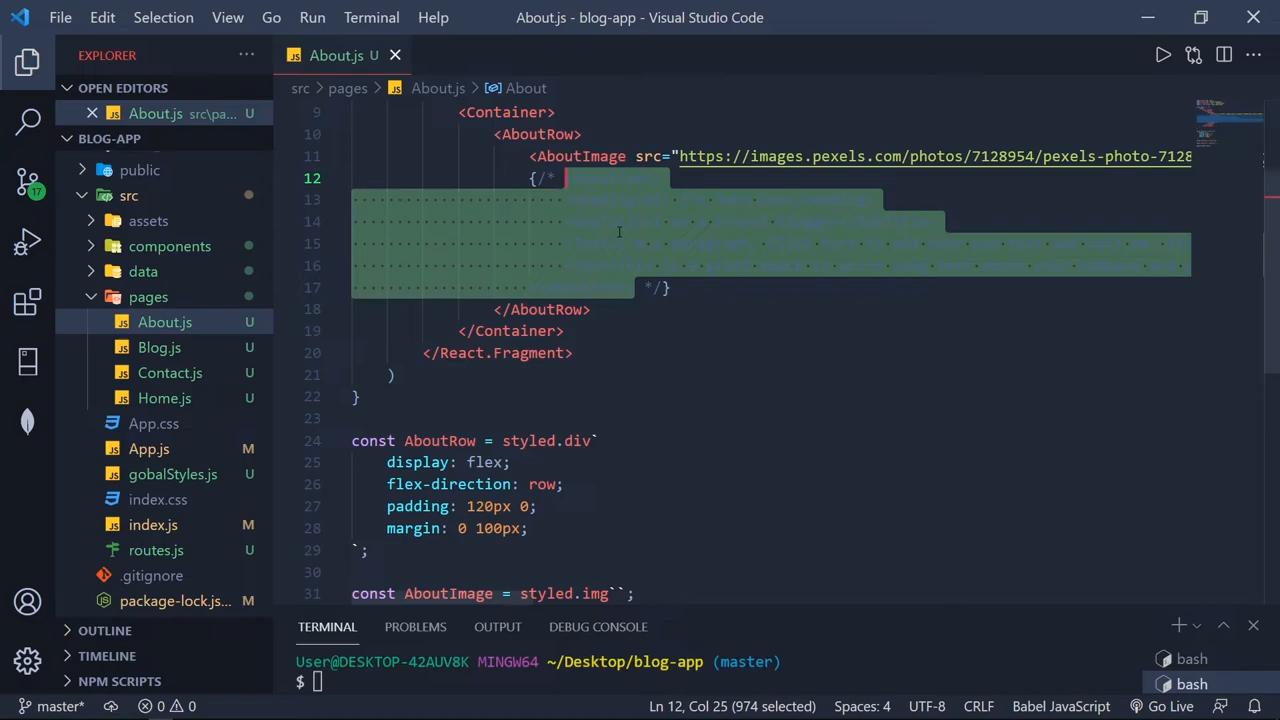 File Edit Selection View Go Run Terminal Help About.js - blog-app - Visual Studio Code
EXPLORER
OPEN EDITORS
About.js src\pa... U
BLOG-APP
public
src
assets
components
data
pages
About.js U
Blog.js U
Contact.js U
Home.js U
App.css
App.js M
gobalStyles.js U
index.css
index.js M
routes.js U
.gitignore
package-lock.js... M
OUTLINE
TIMELINE
NPM SCRIPTS
17
About.js U
src > pages > About.js > About
9 <Container>
10 <AboutRow>
11 <AboutImage src="https://images.pexels.com/photos/7128954/pexels-photo-7128
12 {/*
13
14
15
16
17 */}
18 </AboutRow>
19 </Container>
20 </React.Fragment>
21 )
22 }
23
24 const AboutRow = styled.div`
25 display: flex;
26 flex-direction: row;
27 padding: 120px 0;
28 margin: 0 100px;
29 `;
30
31 const AboutImage = styled.img``;
TERMINAL PROBLEMS OUTPUT DEBUG CONSOLE
User@DESKTOP-42AUV8K MINGW64 ~/Desktop/blog-app (master)
$
bash
bash
master* 0 0 Ln 12, Col 25 (974 selected) Spaces: 4 UTF-8 CRLF Babel JavaScript Go Live